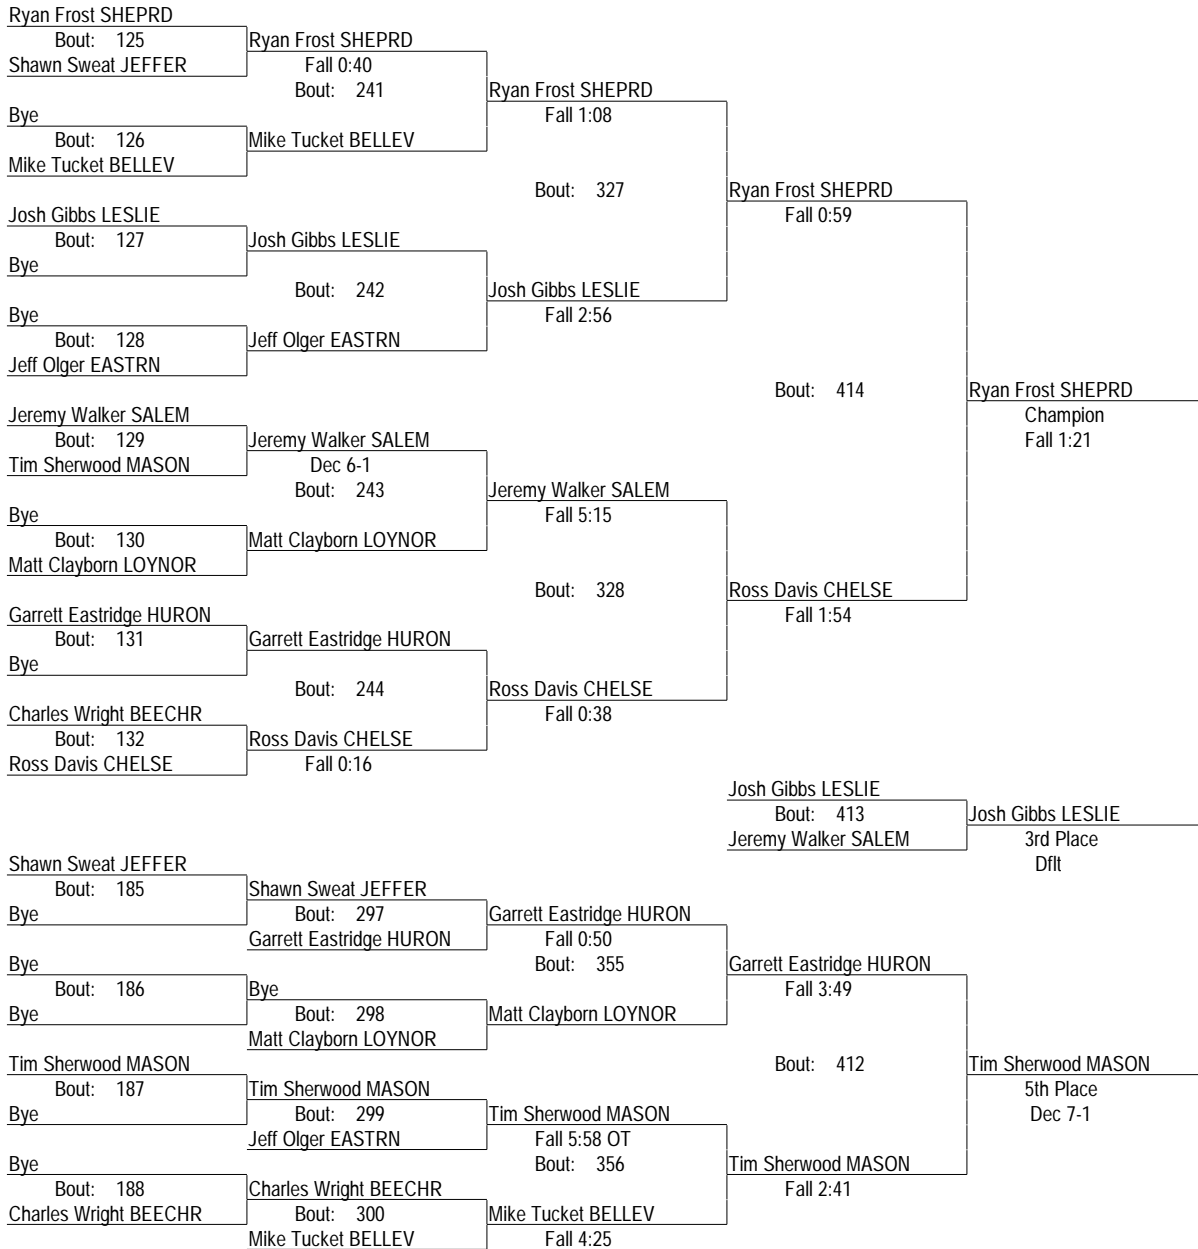 Ryan Frost SHEPRD
Bout: 125
Ryan Frost SHEPRD
Shawn Sweat JEFFER
Fall 0:40
Bout: 241
Ryan Frost SHEPRD
Bye
Fall 1:08
Bout: 126
Mike Tucket BELLEV
Mike Tucket BELLEV
Bout: 327
Ryan Frost SHEPRD
Josh Gibbs LESLIE
Fall 0:59
Bout: 127
Josh Gibbs LESLIE
Bye
Bout: 242
Josh Gibbs LESLIE
Bye
Fall 2:56
Bout: 128
Jeff Olger EASTRN
Jeff Olger EASTRN
Bout: 414
Ryan Frost SHEPRD
Jeremy Walker SALEM
Champion
Bout: 129
Jeremy Walker SALEM
Fall 1:21
Tim Sherwood MASON
Dec 6-1
Bout: 243
Jeremy Walker SALEM
Bye
Fall 5:15
Bout: 130
Matt Clayborn LOYNOR
Matt Clayborn LOYNOR
Bout: 328
Ross Davis CHELSE
Garrett Eastridge HURON
Fall 1:54
Bout: 131
Garrett Eastridge HURON
Bye
Bout: 244
Ross Davis CHELSE
Charles Wright BEECHR
Fall 0:38
Bout: 132
Ross Davis CHELSE
Ross Davis CHELSE
Fall 0:16
Josh Gibbs LESLIE
Bout: 413
Josh Gibbs LESLIE
Jeremy Walker SALEM
3rd Place
Shawn Sweat JEFFER
Dflt
Bout: 185
Shawn Sweat JEFFER
Bye
Bout: 297
Garrett Eastridge HURON
Garrett Eastridge HURON
Fall 0:50
Bye
Bout: 355
Garrett Eastridge HURON
Bout: 186
Bye
Fall 3:49
Bye
Bout: 298
Matt Clayborn LOYNOR
Matt Clayborn LOYNOR
Tim Sherwood MASON
Bout: 412
Tim Sherwood MASON
Bout: 187
Tim Sherwood MASON
5th Place
Bye
Bout: 299
Tim Sherwood MASON
Dec 7-1
Jeff Olger EASTRN
Fall 5:58 OT
Bye
Bout: 356
Tim Sherwood MASON
Bout: 188
Charles Wright BEECHR
Fall 2:41
Charles Wright BEECHR
Bout: 300
Mike Tucket BELLEV
Mike Tucket BELLEV
Fall 4:25